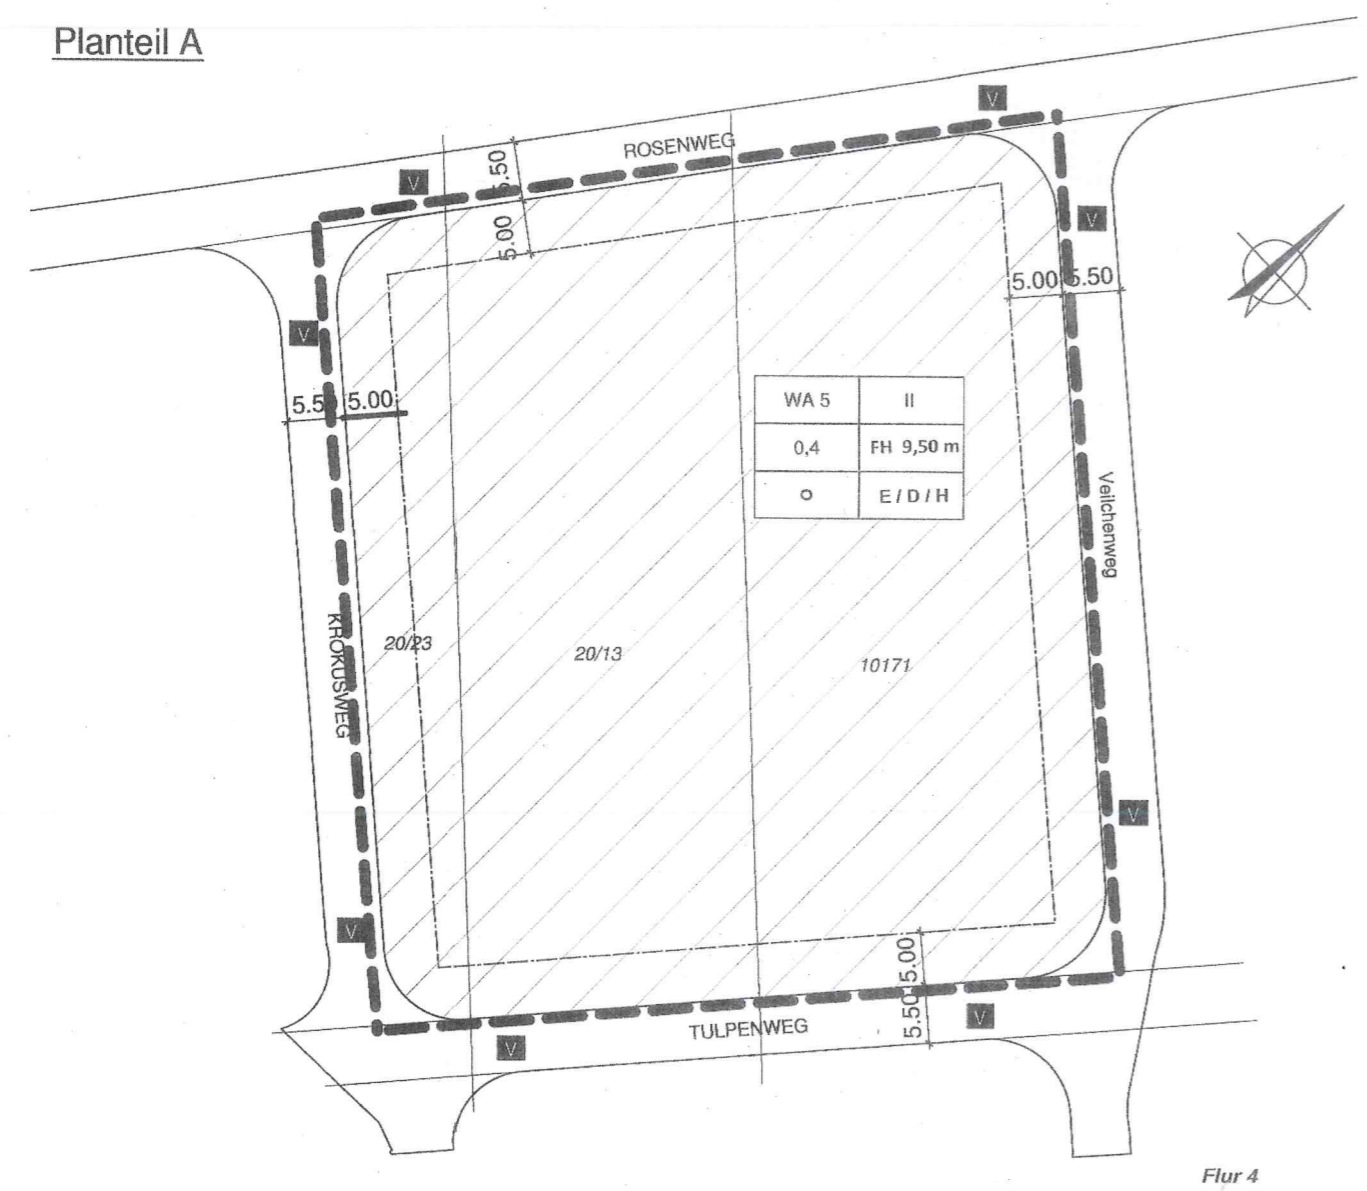 Planteil A
V
ROSENWEG
5.50
V
5.00
V
5.00 5.50
V
5.50 5.00
WA 5 II
0,4 FH 9,50 m
o E / D / H
Veilchenweg
KROKUSWEG
20/23
20/13
10171
V
V
5.00
5.50
TULPENWEG
V
V
Flur 4